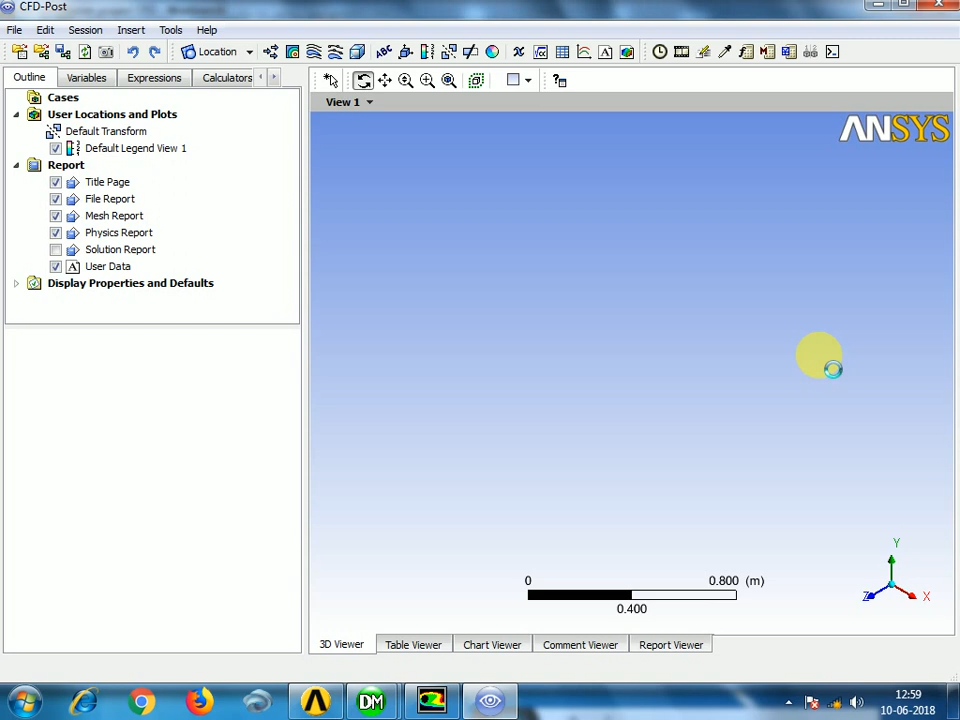 CFD-Post
File Edit Session Insert Tools Help
Location
Outline Variables Expressions Calculators
Cases
User Locations and Plots
Default Transform
Default Legend View 1
Report
Title Page
File Report
Mesh Report
Physics Report
Solution Report
User Data
Display Properties and Defaults
View 1
ANSYS
0 0.800 (m)
0.400
Y
Z X
3D Viewer Table Viewer Chart Viewer Comment Viewer Report Viewer
DM
12:59
10-06-2018